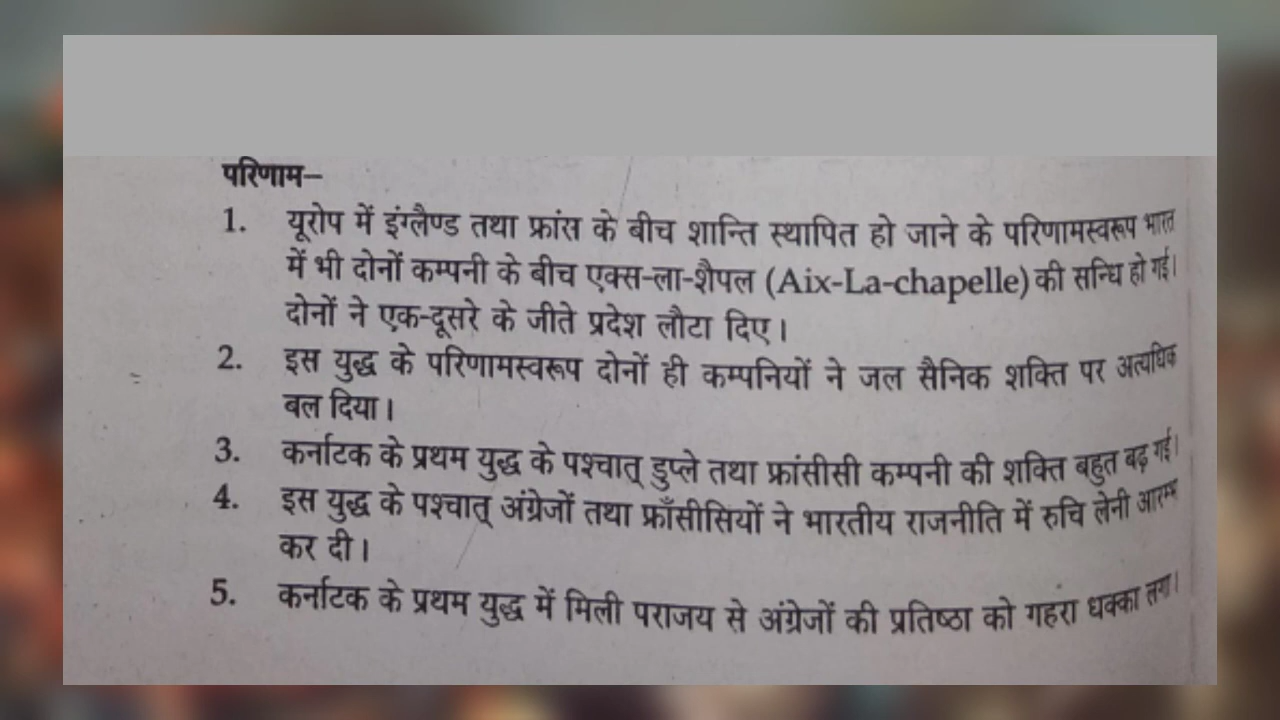 परिणाम–
1. यूरोप में इंग्लैण्ड तथा फ्रांस के बीच शान्ति स्थापित हो जाने के परिणामस्वरूप भारत
में भी दोनों कम्पनी के बीच एक्स-ला-शैपल (Aix-La-chapelle) की सन्धि हो गई।
दोनों ने एक-दूसरे के जीते प्रदेश लौटा दिए।
2. इस युद्ध के परिणामस्वरूप दोनों ही कम्पनियों ने जल सैनिक शक्ति पर अत्यधिक
बल दिया।
3. कर्नाटक के प्रथम युद्ध के पश्चात् डुप्ले तथा फ्रांसीसी कम्पनी की शक्ति बहुत बढ़ गई।
4. इस युद्ध के पश्चात् अंग्रेजों तथा फ्राँसीसियों ने भारतीय राजनीति में रुचि लेनी आरम्भ
कर दी।
5. कर्नाटक के प्रथम युद्ध में मिली पराजय से अंग्रेजों की प्रतिष्ठा को गहरा धक्का लगा।